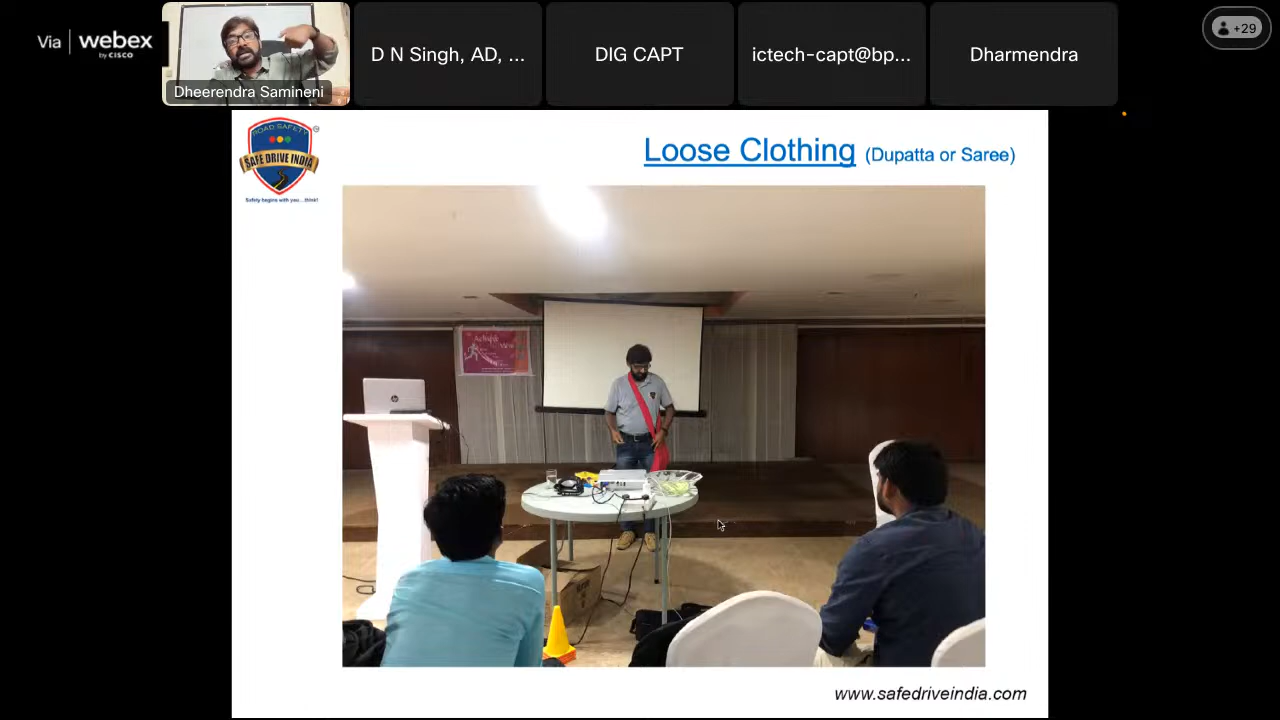 Via | webex
by CISCO
Dheerendra Samineni
D N Singh, AD, ...
DIG CAPT
ictech-capt@bp...
Dharmendra
+29
ROAD SAFETY
SAFE DRIVE INDIA
Safety begins with you...think!
Loose Clothing (Dupatta or Saree)
www.safedriveindia.com